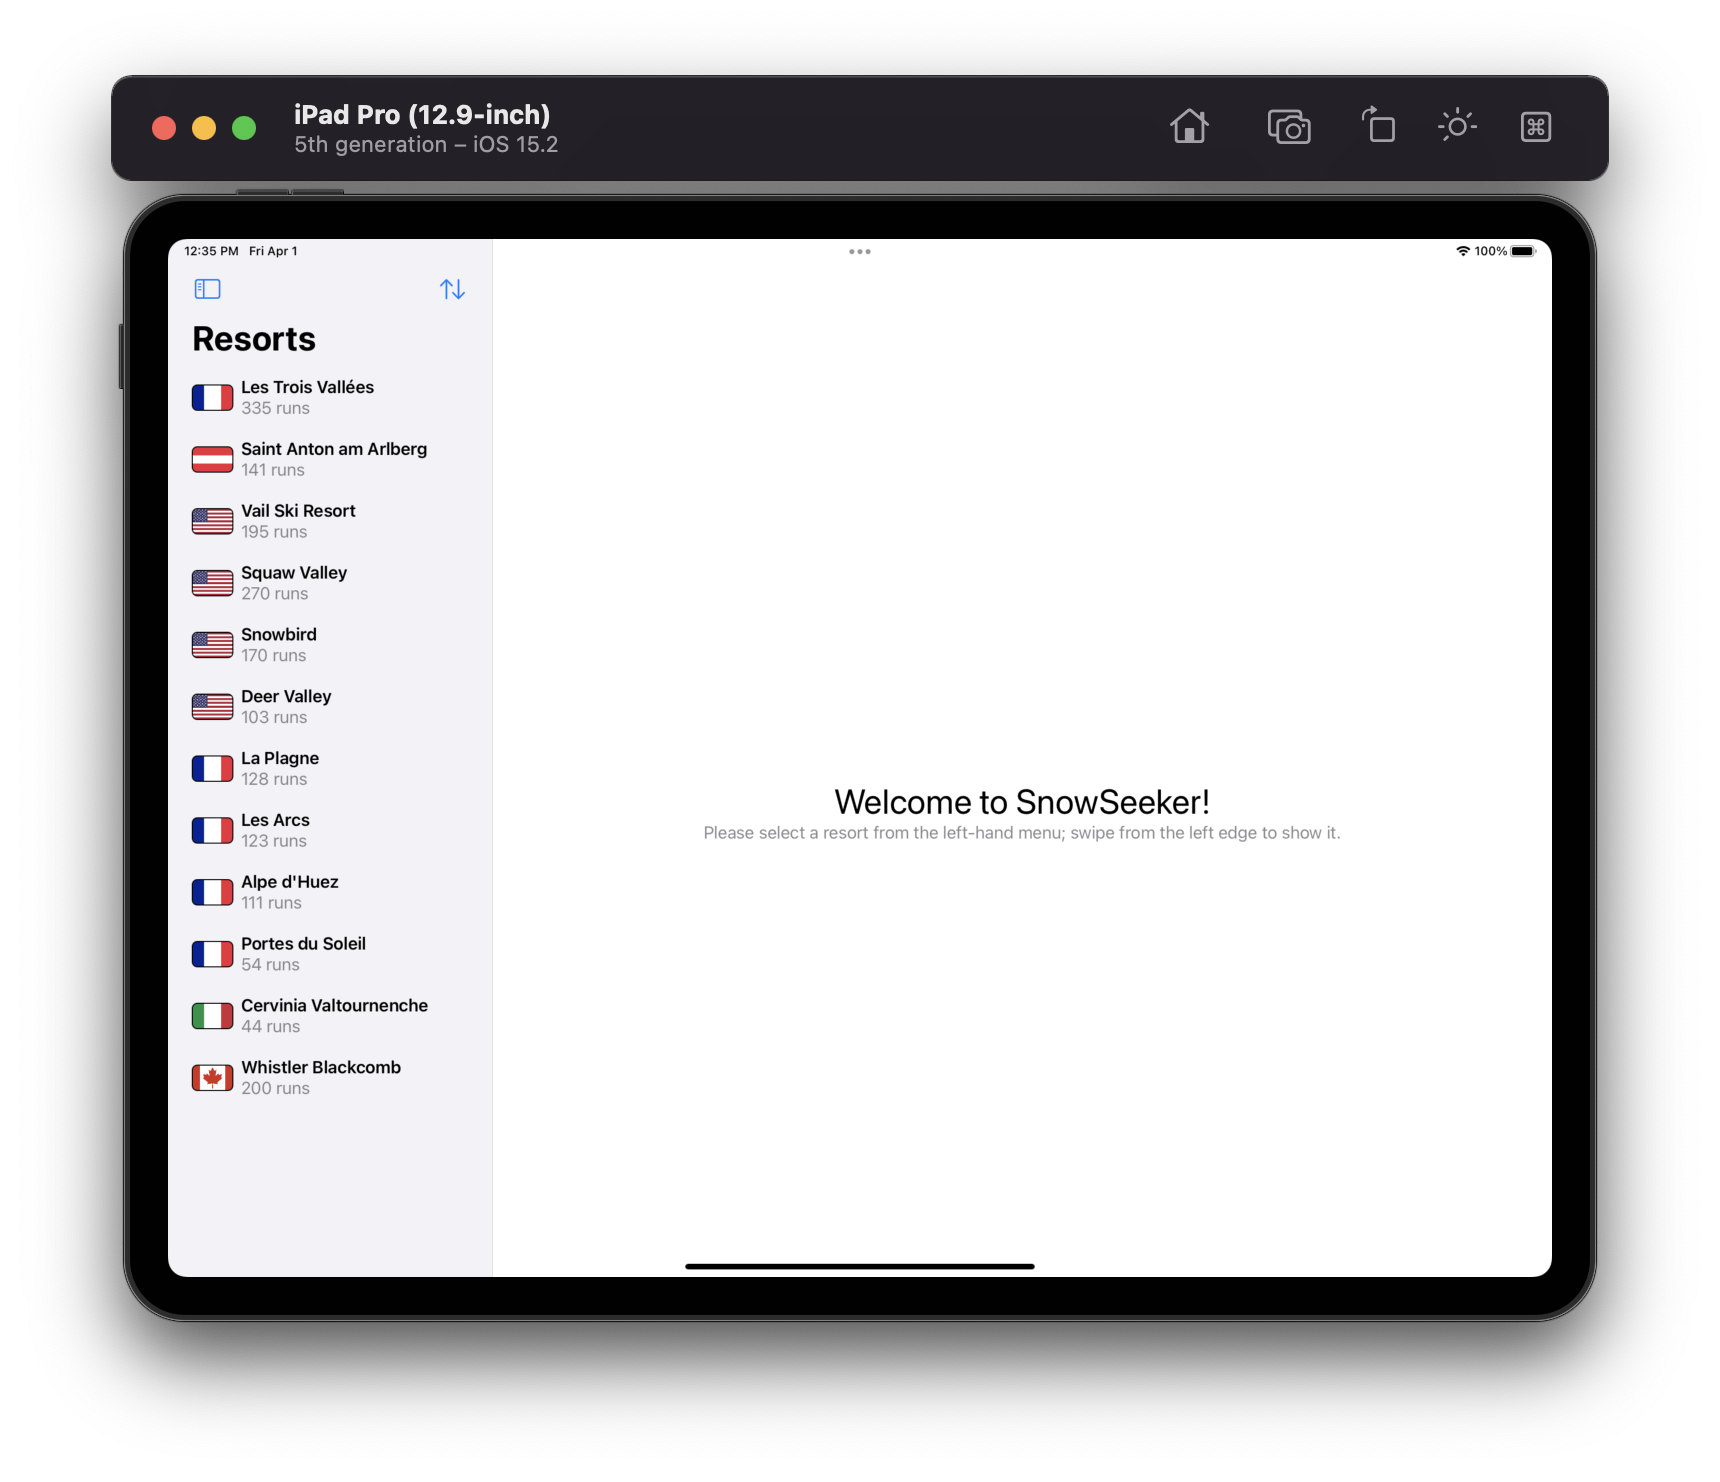 iPad Pro (12.9-inch)
5th generation – iOS 15.2
12:35 PM Fri Apr 1
100%
Resorts
Les Trois Vallées
335 runs
Saint Anton am Arlberg
141 runs
Vail Ski Resort
195 runs
Squaw Valley
270 runs
Snowbird
170 runs
Deer Valley
103 runs
La Plagne
128 runs
Les Arcs
123 runs
Alpe d'Huez
111 runs
Portes du Soleil
54 runs
Cervinia Valtournenche
44 runs
Whistler Blackcomb
200 runs
Welcome to SnowSeeker!
Please select a resort from the left-hand menu; swipe from the left edge to show it.